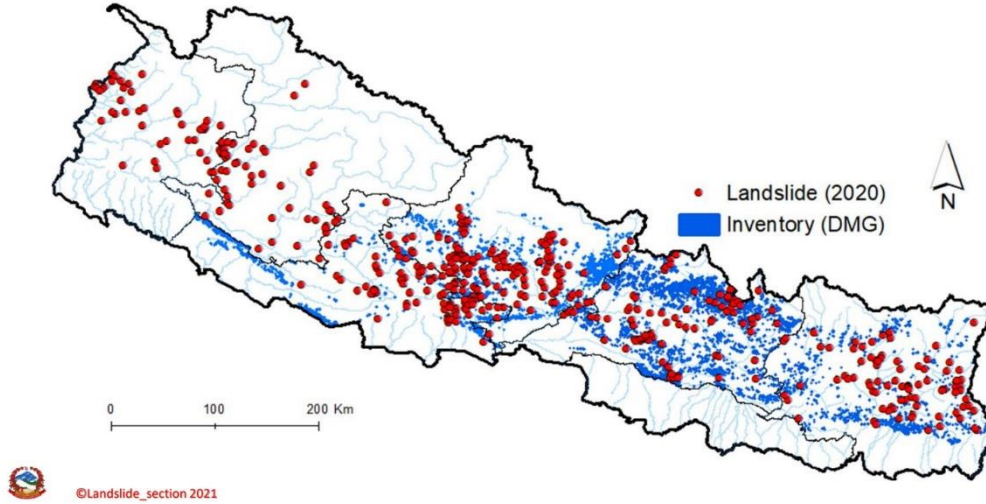 N
Landslide (2020)
Inventory (DMG)
0 100 200 Km
©Landslide_section 2021